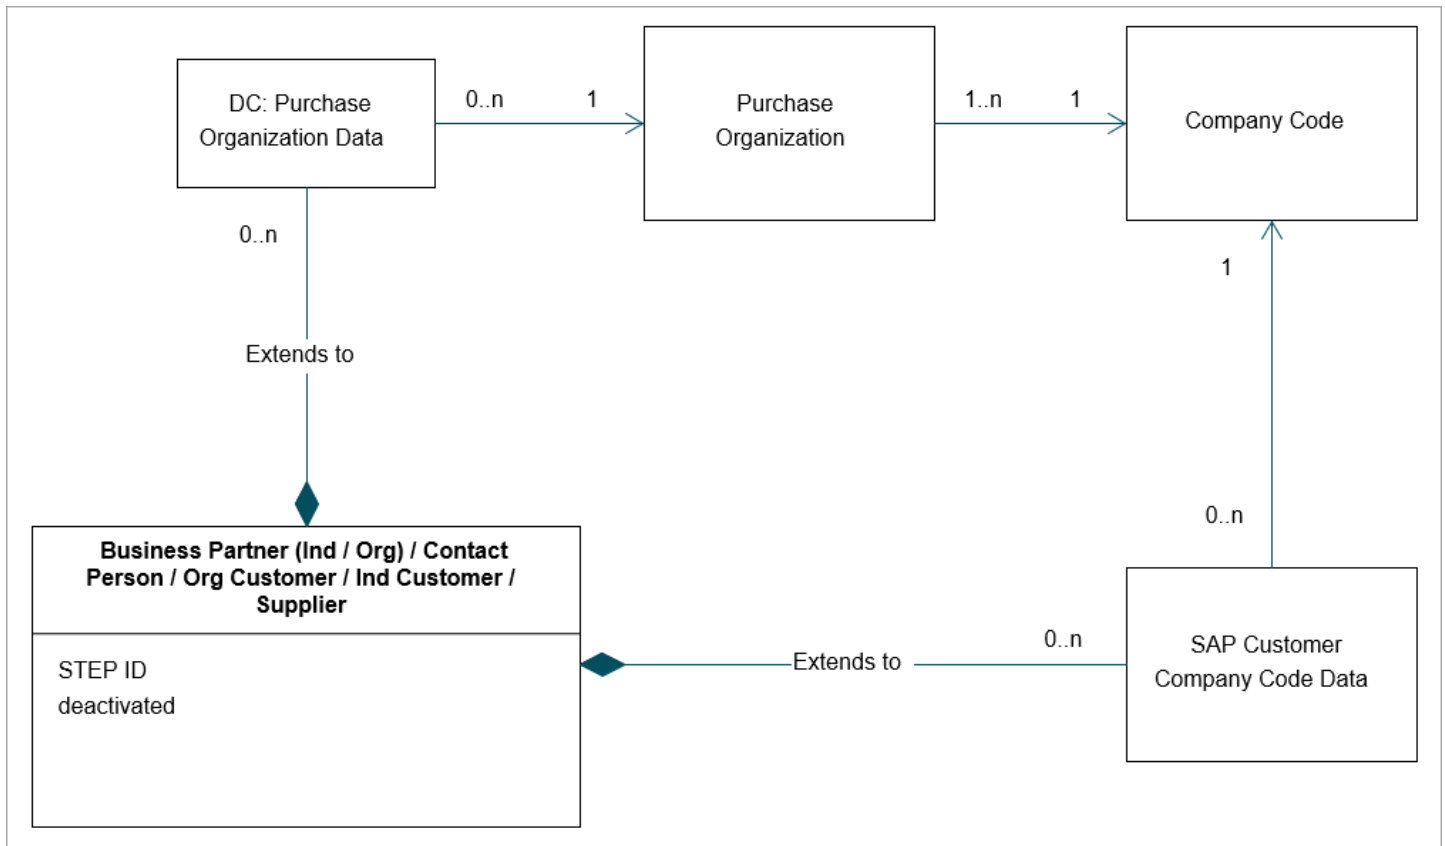 DC: Purchase
Organization Data
0..n
1
Purchase
Organization
1..n
1
Company Code
0..n
1
Extends to
0..n
Business Partner (Ind / Org) / Contact
Person / Org Customer / Ind Customer /
Supplier
STEP ID
deactivated
Extends to
0..n
SAP Customer
Company Code Data